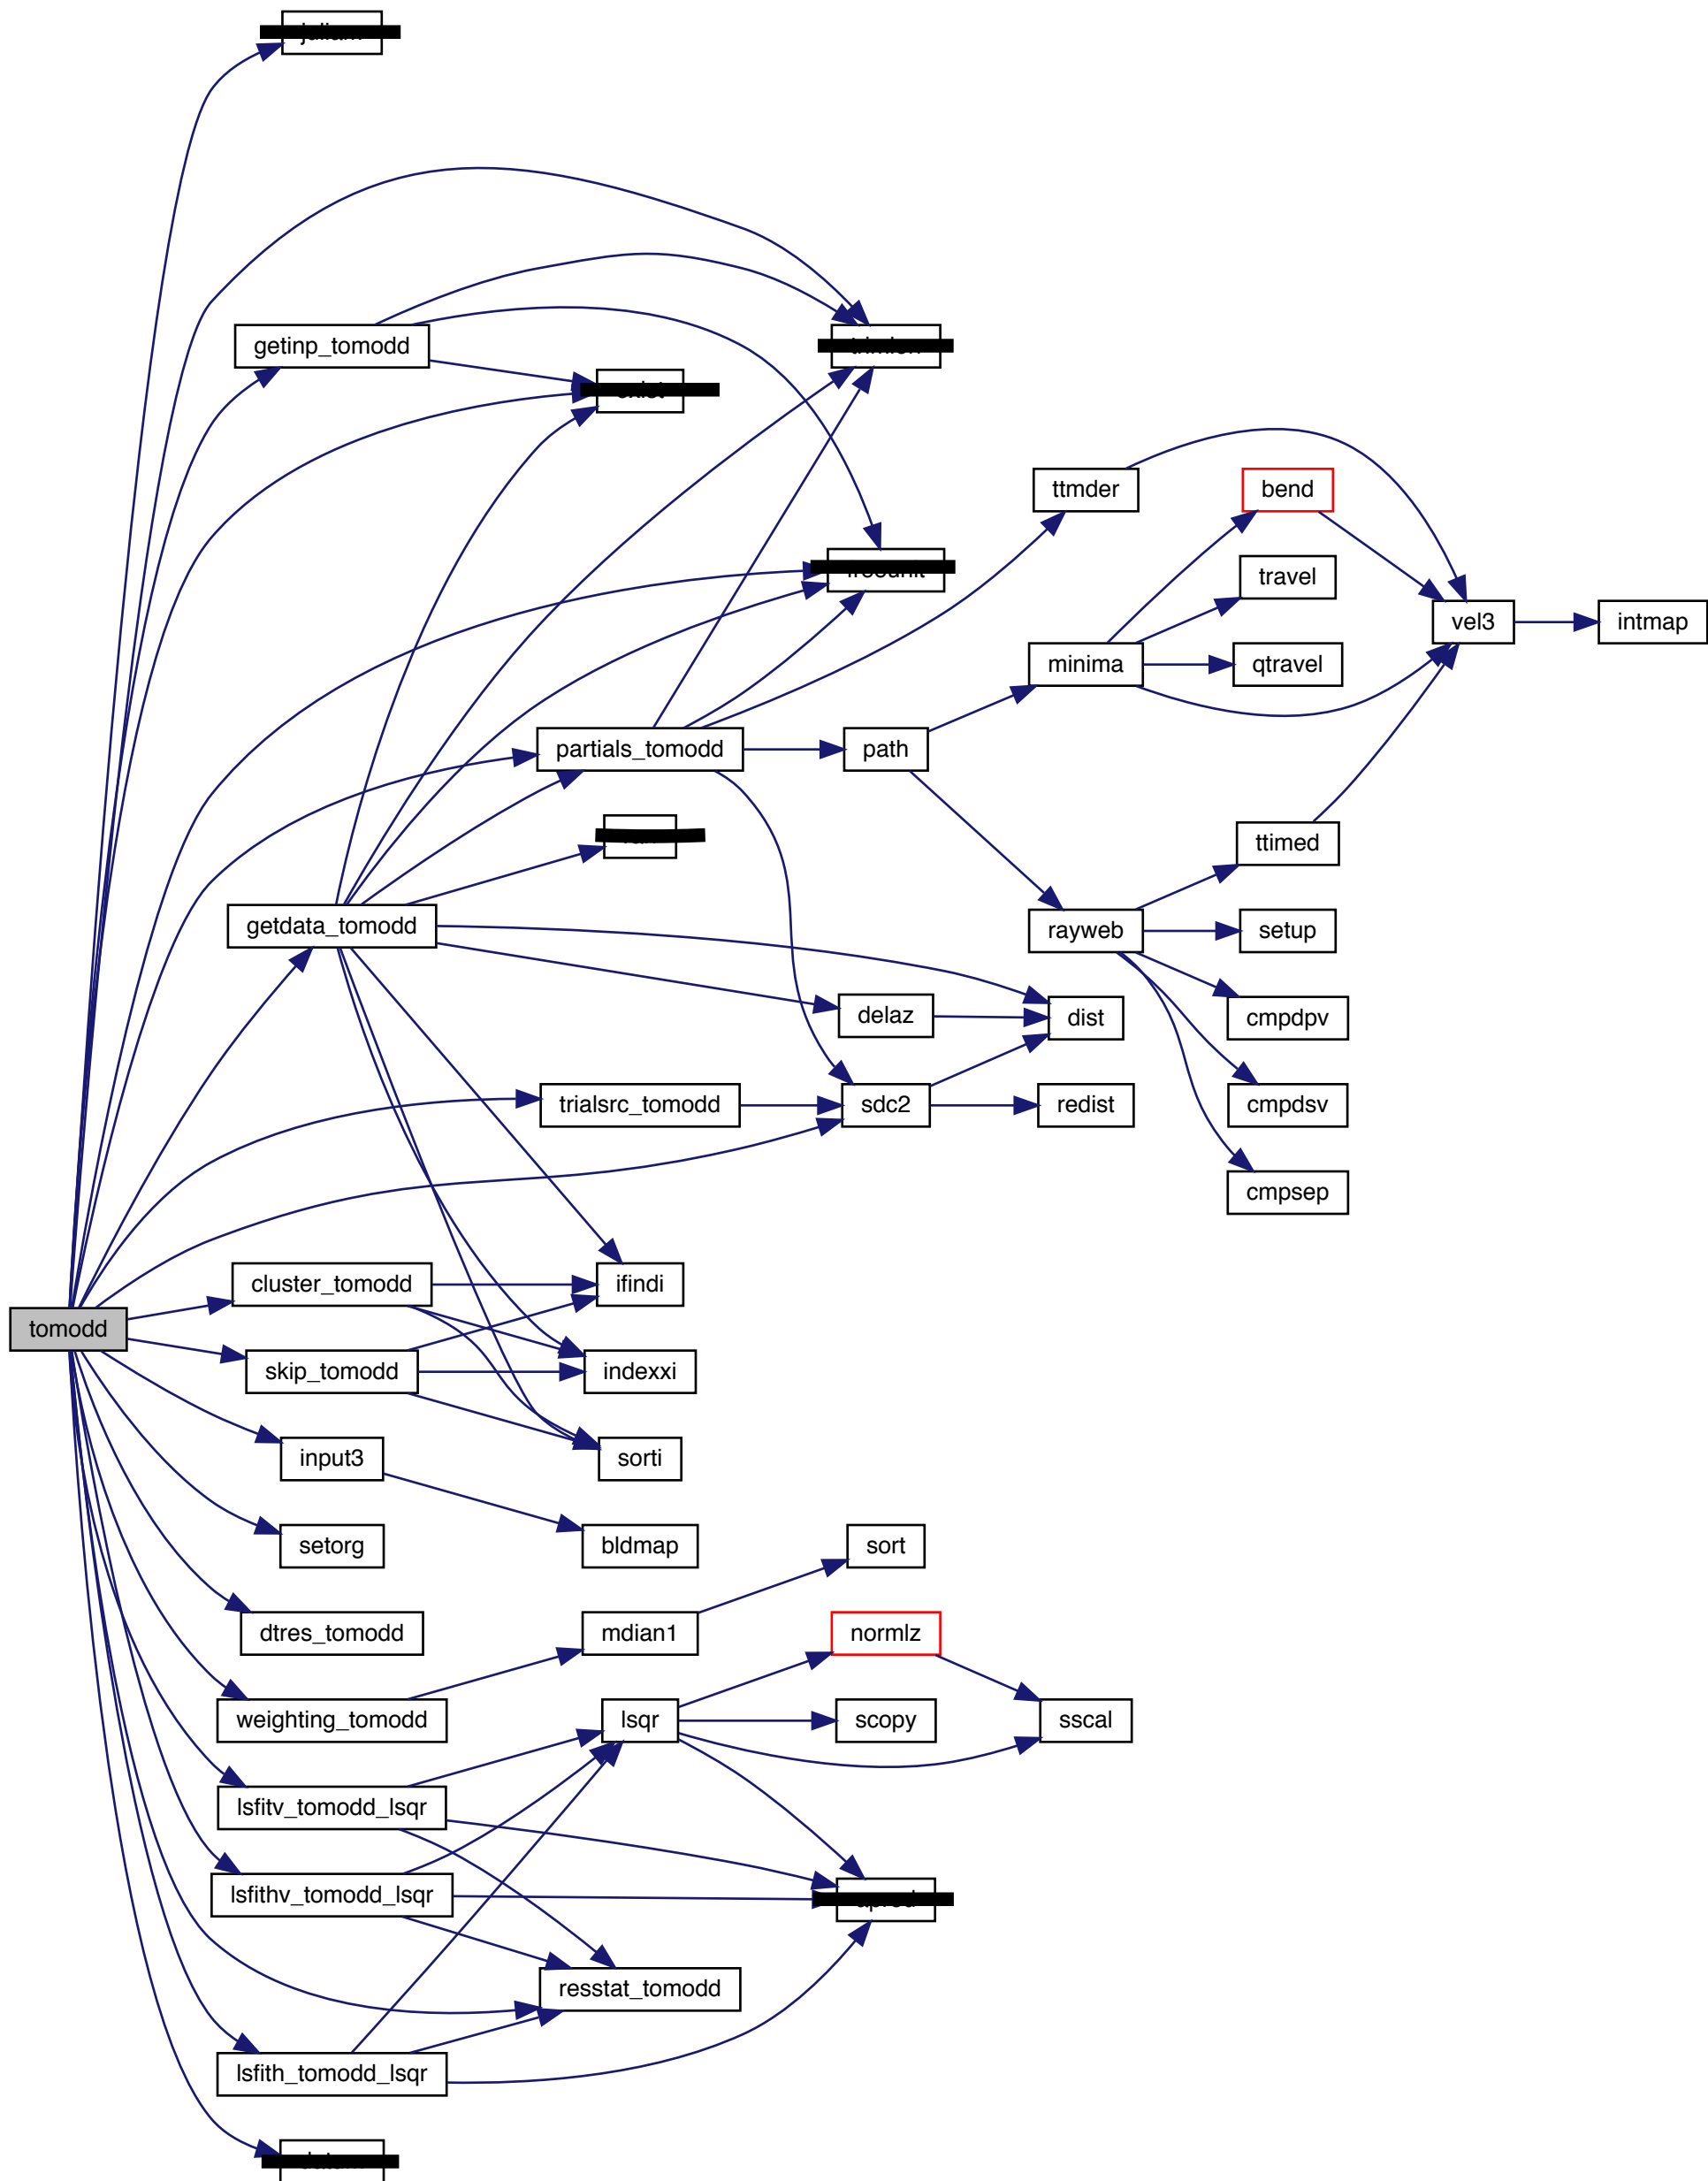 getinp_tomodd
ttmder
bend
travel
vel3
intmap
minima
qtravel
partials_tomodd
path
ttimed
getdata_tomodd
rayweb
setup
delaz
dist
cmpdpv
trialsrc_tomodd
sdc2
redist
cmpdsv
cmpsep
cluster_tomodd
ifindi
tomodd
skip_tomodd
indexxi
input3
sorti
setorg
bldmap
sort
dtres_tomodd
mdian1
normlz
weighting_tomodd
lsqr
scopy
sscal
lsfitv_tomodd_lsqr
lsfithv_tomodd_lsqr
resstat_tomodd
lsfith_tomodd_lsqr